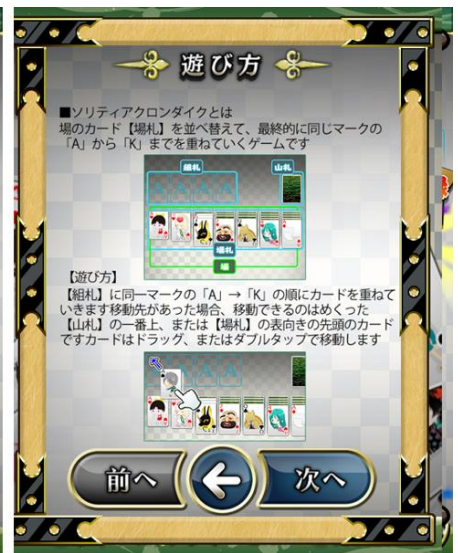 遊び方
■ソリティアクロンダイクとは
場のカード【場札】を並べ替えて、最終的に同じマークの
「A」から「K」までを重ねていくゲームです
組札
山札
A A A A
場札
場
【遊び方】
【組札】に同一マークの「A」→「K」の順にカードを重ねて
いきます移動先があった場合、移動できるのはめくった
【山札】の一番上、または【場札】の表向きの先頭のカード
ですカードはドラッグ、またはダブルタップで移動します
前へ
次へ